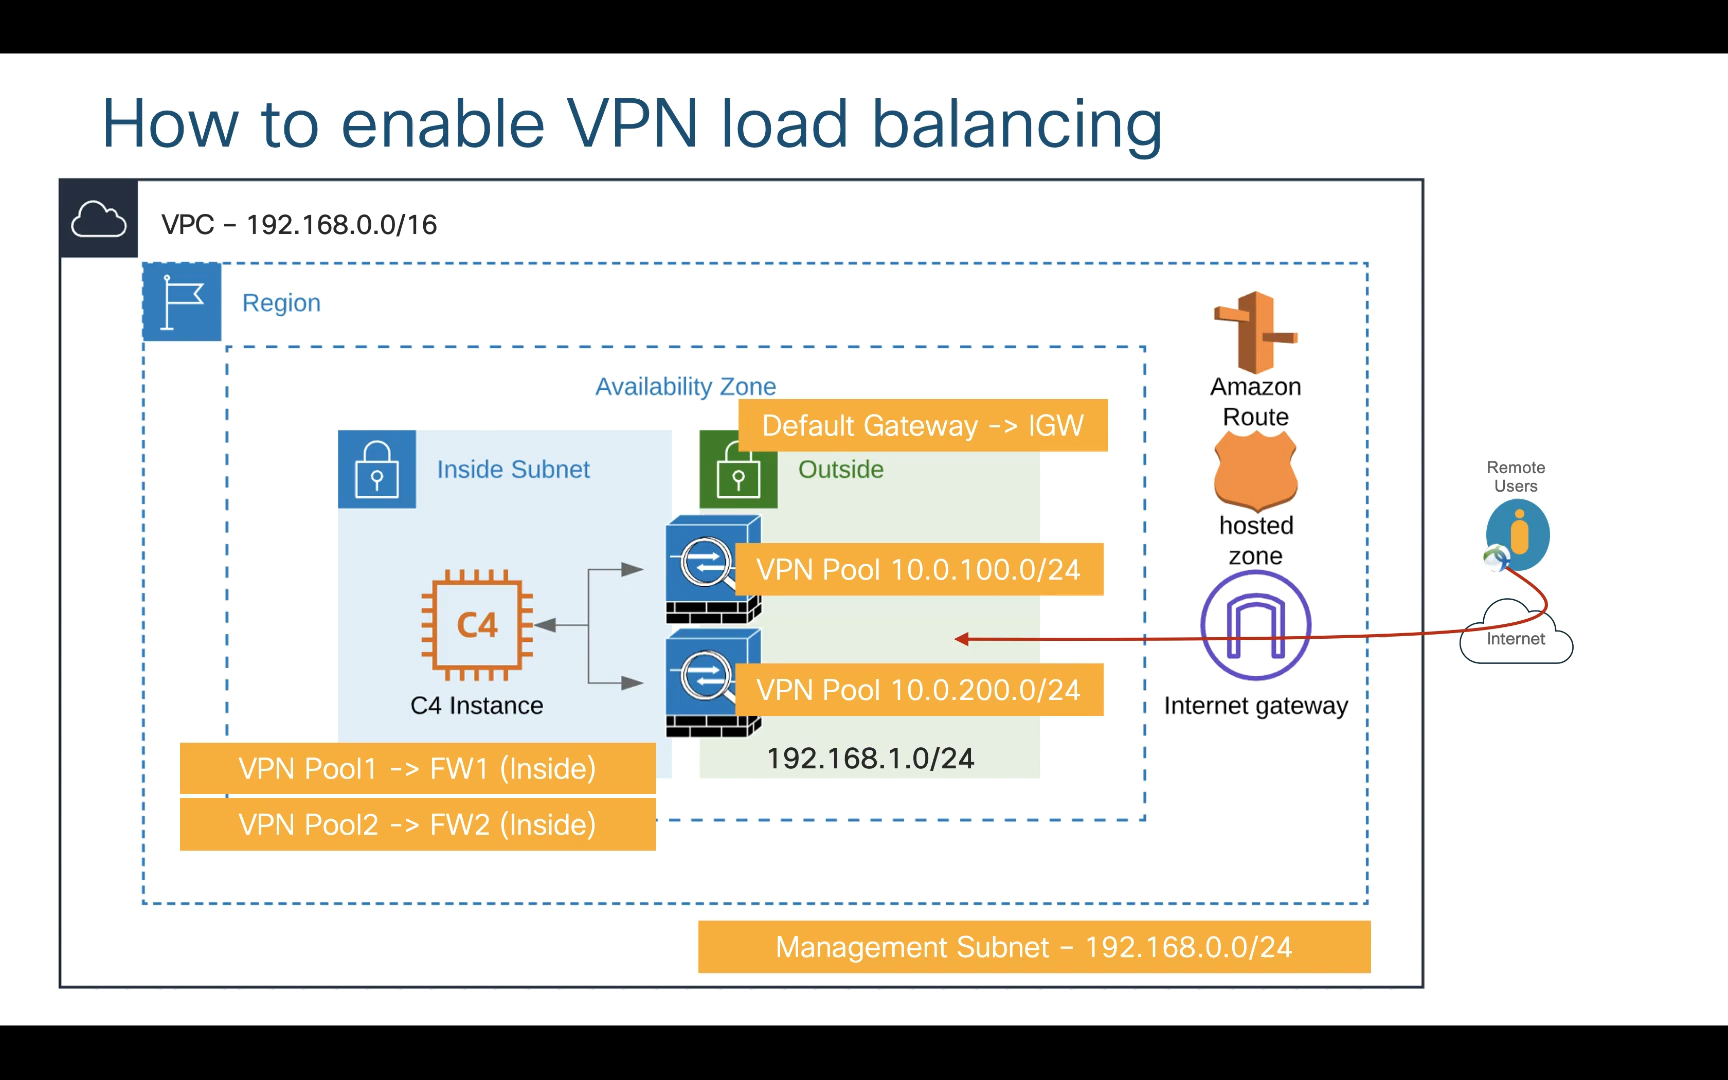 How to enable VPN load balancing
VPC – 192.168.0.0/16
Region
Availability Zone
Default Gateway -> IGW
Inside Subnet
Outside
VPN Pool 10.0.100.0/24
C4
C4 Instance
VPN Pool 10.0.200.0/24
192.168.1.0/24
VPN Pool1 -> FW1 (Inside)
VPN Pool2 -> FW2 (Inside)
Amazon
Route
hosted
zone
Internet gateway
Remote
Users
Internet
Management Subnet – 192.168.0.0/24